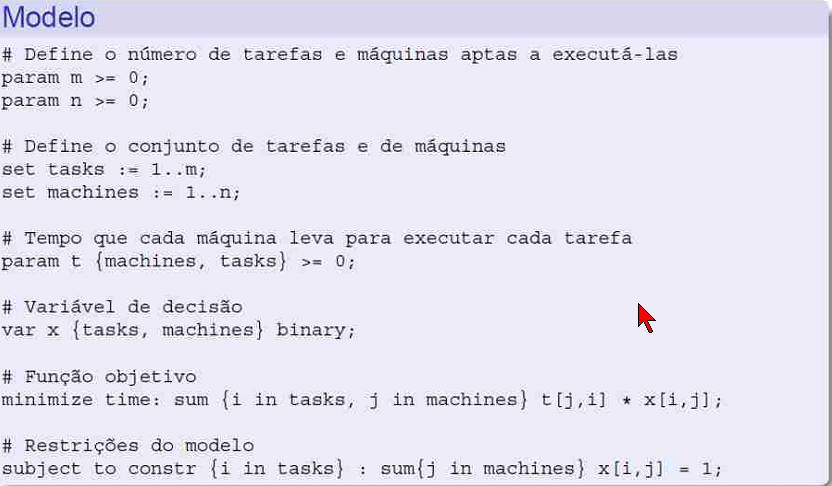 Modelo
# Define o número de tarefas e máquinas aptas a executá-las
param m >= 0;
param n >= 0;
# Define o conjunto de tarefas e de máquinas
set tasks := 1..m;
set machines := 1..n;
# Tempo que cada máquina leva para executar cada tarefa
param t {machines, tasks} >= 0;
# Variável de decisão
var x {tasks, machines} binary;
# Função objetivo
minimize time: sum {i in tasks, j in machines} t[j,i] * x[i,j];
# Restrições do modelo
subject to constr {i in tasks} : sum{j in machines} x[i,j] = 1;